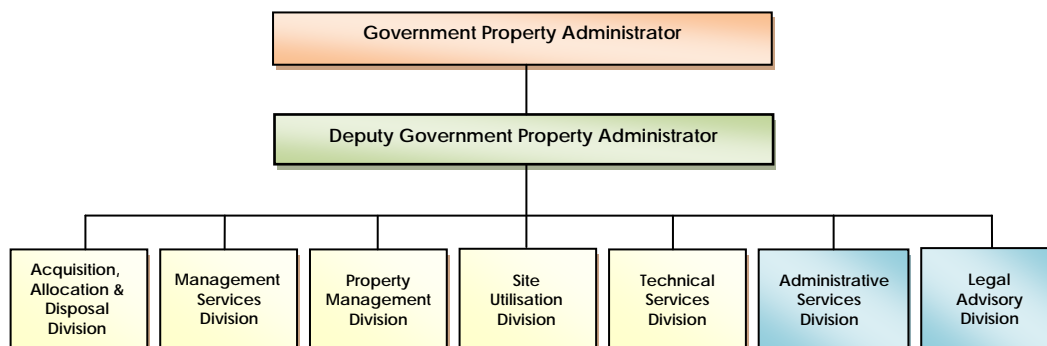 Government Property Administrator
Deputy Government Property Administrator
Acquisition,
Allocation &
Disposal
Division
Management
Services
Division
Property
Management
Division
Site
Utilisation
Division
Technical
Services
Division
Administrative
Services
Division
Legal
Advisory
Division